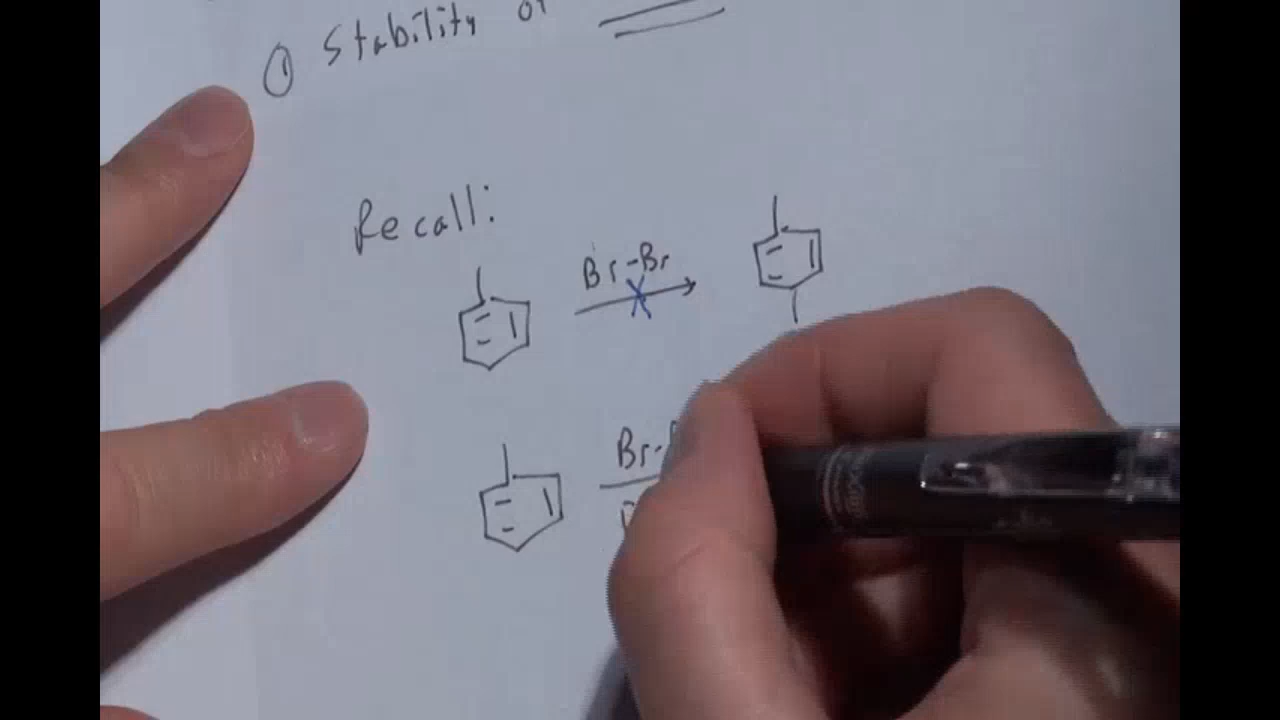 ① Stability of
Recall:
Br-Br
Br-